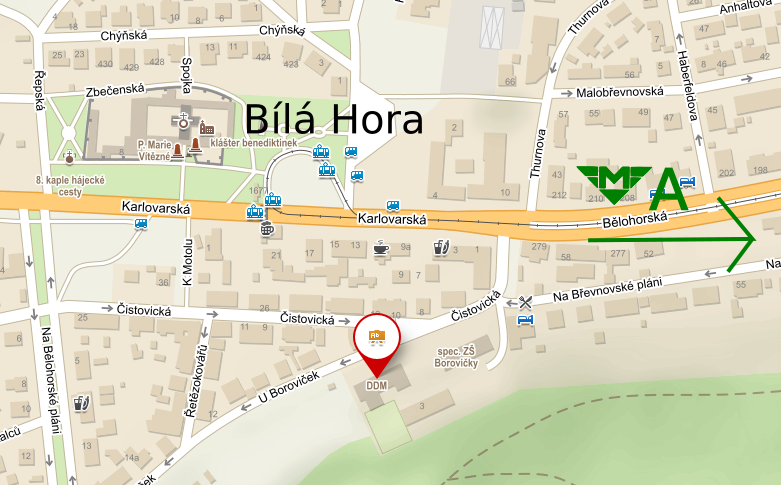 Anhaltova
Chýňská
Chýňská
Thurnova
Řepská
Spojka
Haberfeldova
Zbečenská
Malobřevnovská
Bílá Hora
P. Marie
Vítězné
klášter benediktinek
Thurnova
8. kaple hájecké
cesty
A
Karlovarská
Karlovarská
Bělohorská
K Motolu
Na Břevnovské pláni
Na
Čistovická
Čistovická
Čistovická
Na Bělohorské pláni
Řetězokovářů
spec. ZŠ
Borovičky
DDM
U Boroviček
alců